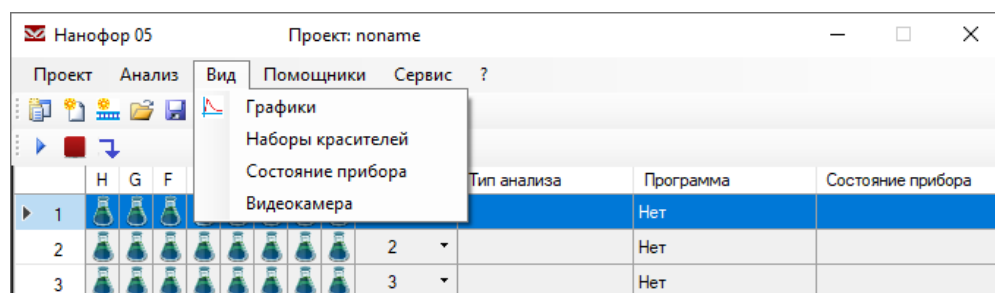 Нанофор 05 Проект: noname
Проект Анализ Вид Помощники Сервис ?
Графики
Наборы красителей
Состояние прибора
Видеокамера
H G F Тип анализа Программа Состояние прибора
1 Нет
2 2 Нет
3 3 Нет